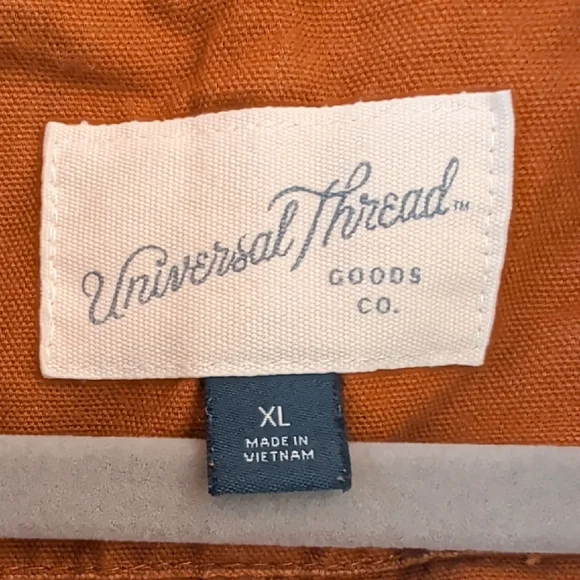 Universal Thread™
GOODS
CO.
XL
MADE IN
VIETNAM